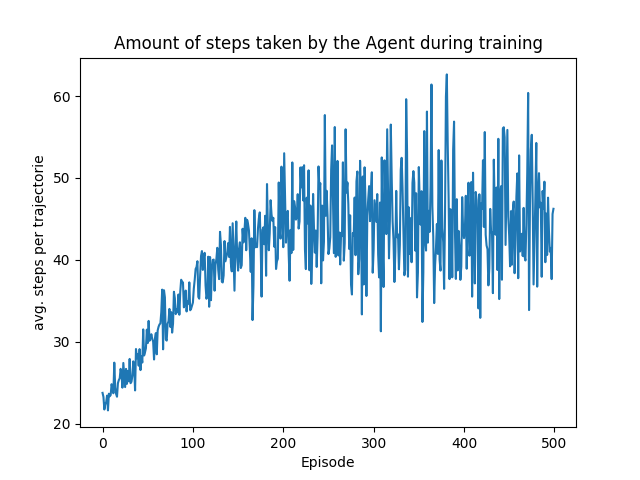 Amount of steps taken by the Agent during training
avg. steps per trajectorie
60
50
40
30
20
0 100 200 300 400 500
Episode